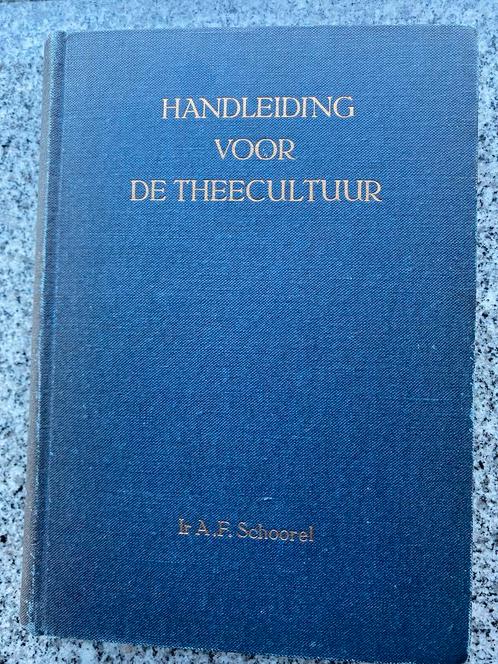 HANDLEIDING
VOOR
DE THEECULTUUR
Ir A.F. Schoorel